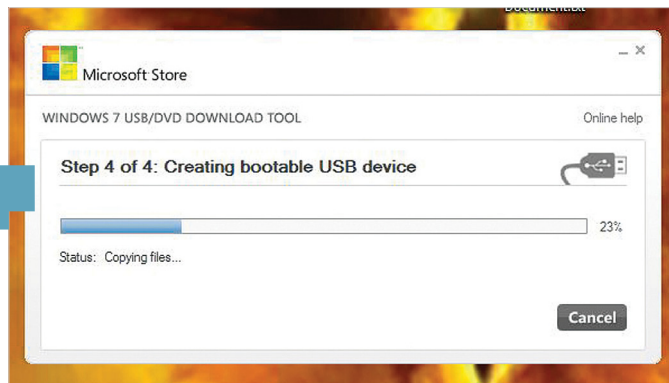 Document.txt
Microsoft Store
WINDOWS 7 USB/DVD DOWNLOAD TOOL
Online help
Step 4 of 4: Creating bootable USB device
23%
Status: Copying files...
Cancel